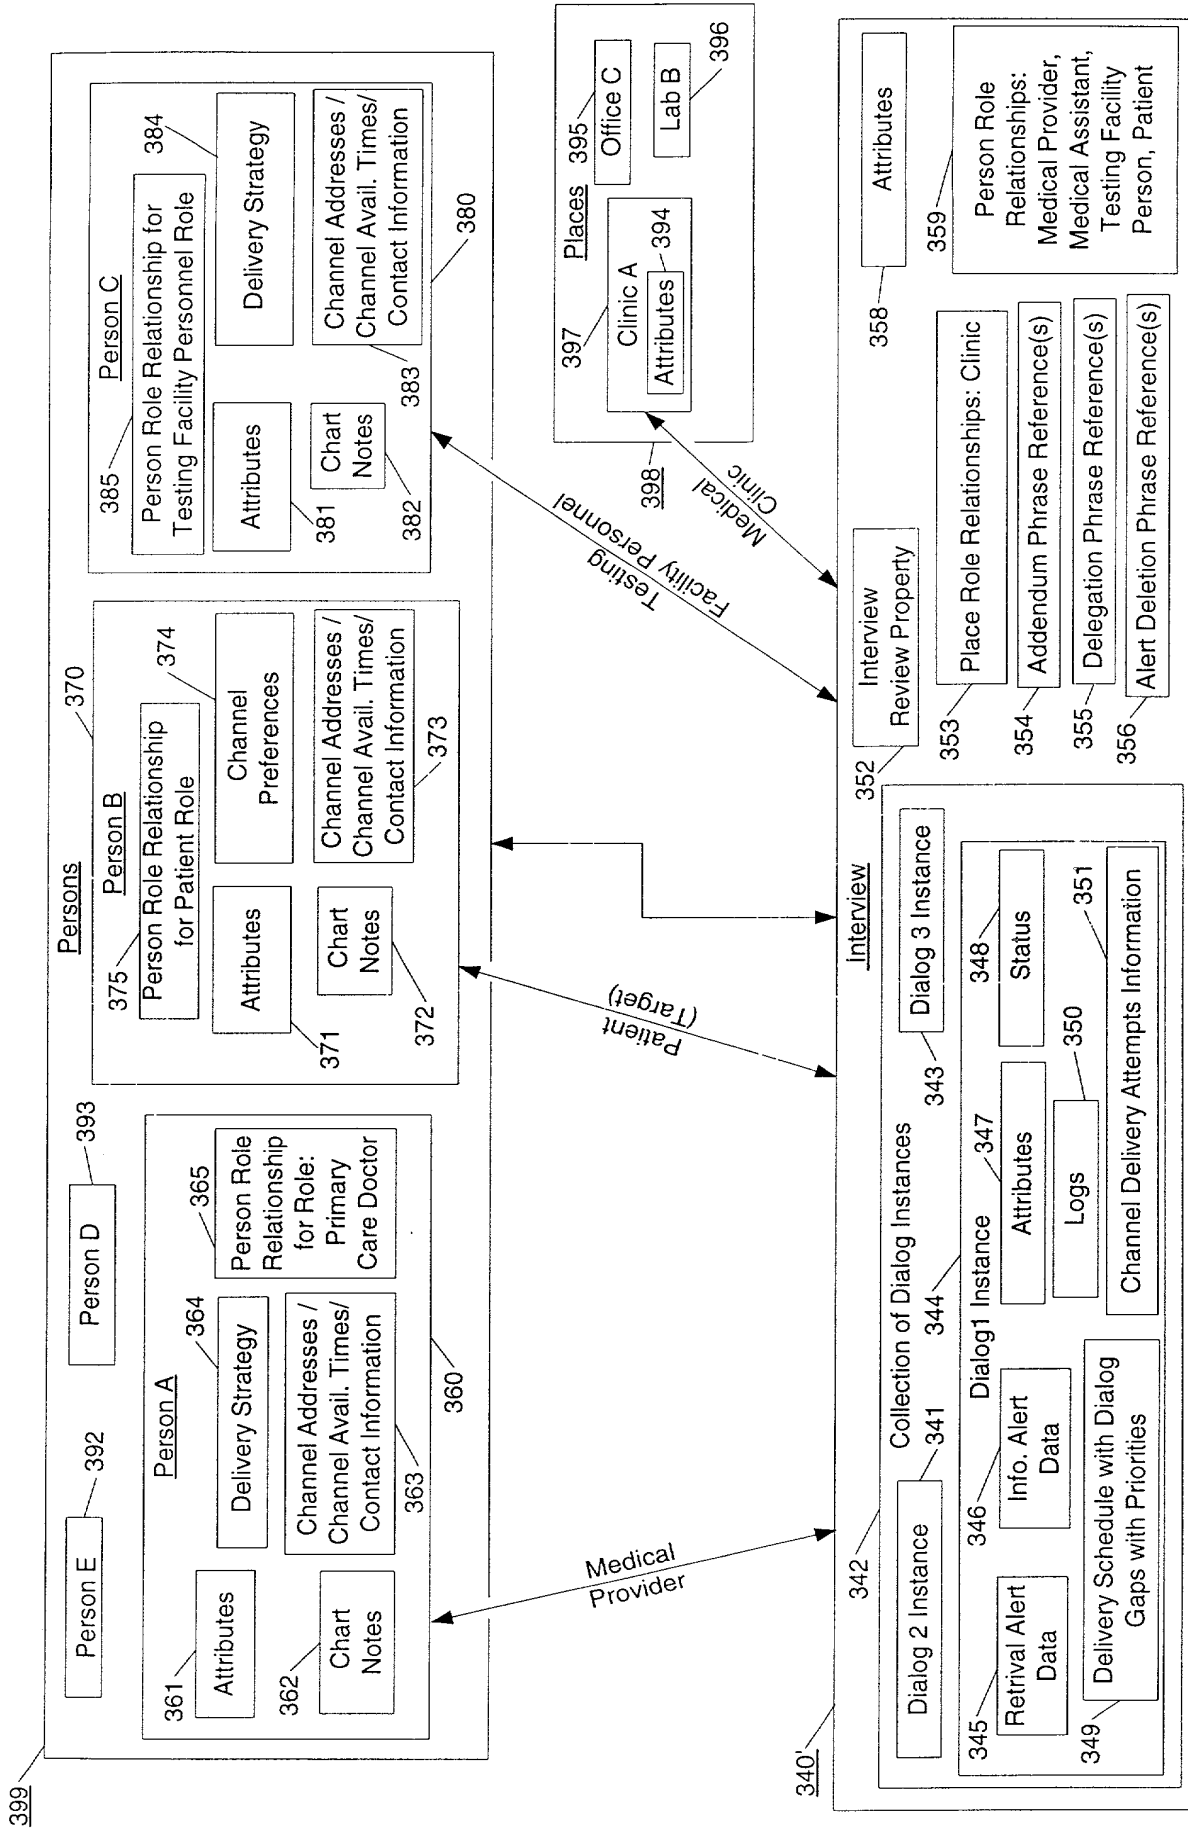 399
Persons
Person E
392
Person D
393
Person A
361
Attributes
362
Chart
Notes
364
Delivery Strategy
Channel Addresses /
Channel Avail. Times/
Contact Information
363
365
Person Role
Relationship
for Role:
Primary
Care Doctor
360
370
Person B
375
Person Role Relationship
for Patient Role
Attributes
371
Chart
Notes
372
374
Channel
Preferences
Channel Addresses /
Channel Avail. Times/
Contact Information
373
Person C
385
Person Role Relationship for
Testing Facility Personnel Role
Attributes
381
Chart
Notes
382
384
Delivery Strategy
Channel Addresses /
Channel Avail. Times/
Contact Information
383
380
Medical
Provider
Patient
(Target)
Testing
Facility Personnel
Medical
Clinic
398
Places
397
Clinic A
Attributes
394
395
Office C
Lab B
396
340'
Interview
342
Collection of Dialog Instances
Dialog 2 Instance
341
Dialog 3 Instance
343
344
Dialog1 Instance
345
Retrival Alert
Data
346
Info. Alert
Data
347
Attributes
348
Status
349
Delivery Schedule with Dialog
Gaps with Priorities
Logs
350
Channel Delivery Attempts Information
351
Interview
Review Property
352
353
Place Role Relationships: Clinic
354
Addendum Phrase Reference(s)
355
Delegation Phrase Reference(s)
356
Alert Deletion Phrase Reference(s)
358
Attributes
359
Person Role
Relationships:
Medical Provider,
Medical Assistant,
Testing Facility
Person, Patient